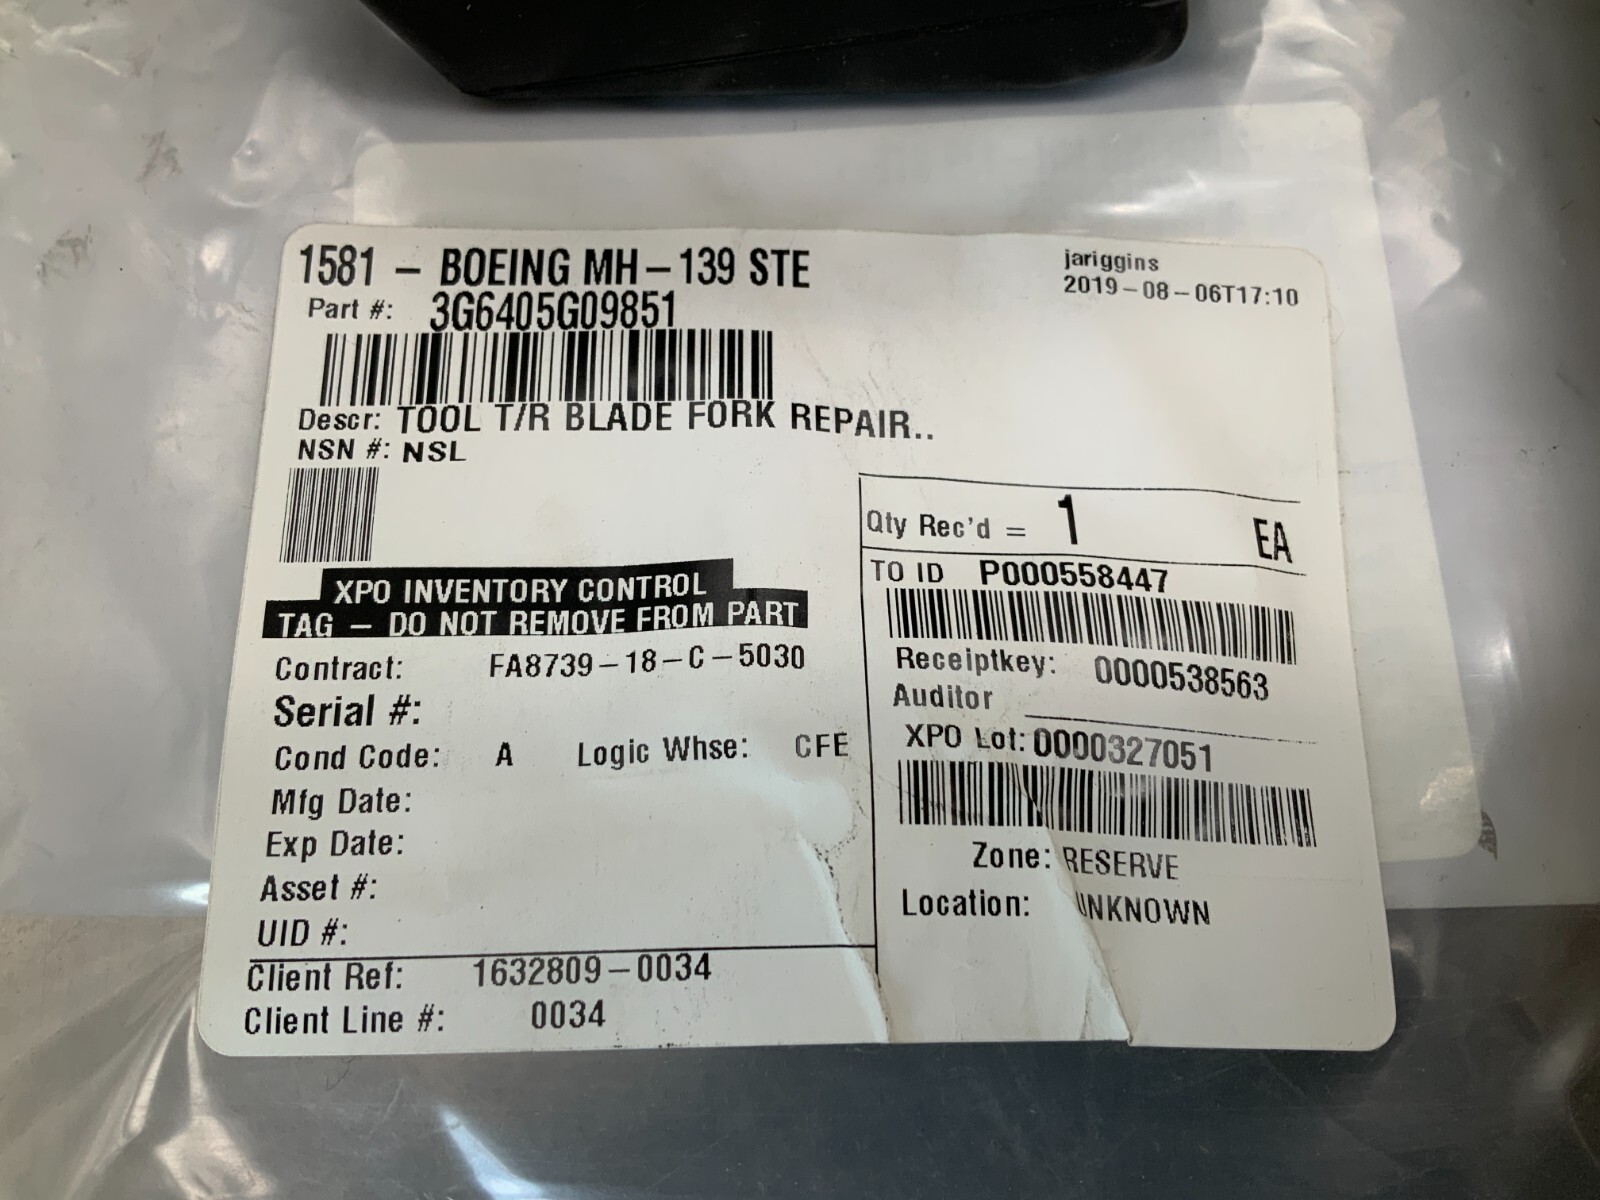 1581 – BOEING MH–139 STE
jariggins
2019–08–06T17:10
Part #: 3G6405G09851
Descr: TOOL T/R BLADE FORK REPAIR..
NSN #: NSL
Qty Rec'd = 1 EA
XPO INVENTORY CONTROL
TAG – DO NOT REMOVE FROM PART
TO ID P000558447
Contract: FA8739–18–C–5030
Receiptkey: 0000538563
Serial #:
Auditor
Cond Code: A Logic Whse: CFE
XPO Lot: 0000327051
Mfg Date:
Exp Date:
Zone: RESERVE
Asset #:
Location: UNKNOWN
UID #:
Client Ref: 1632809–0034
Client Line #: 0034